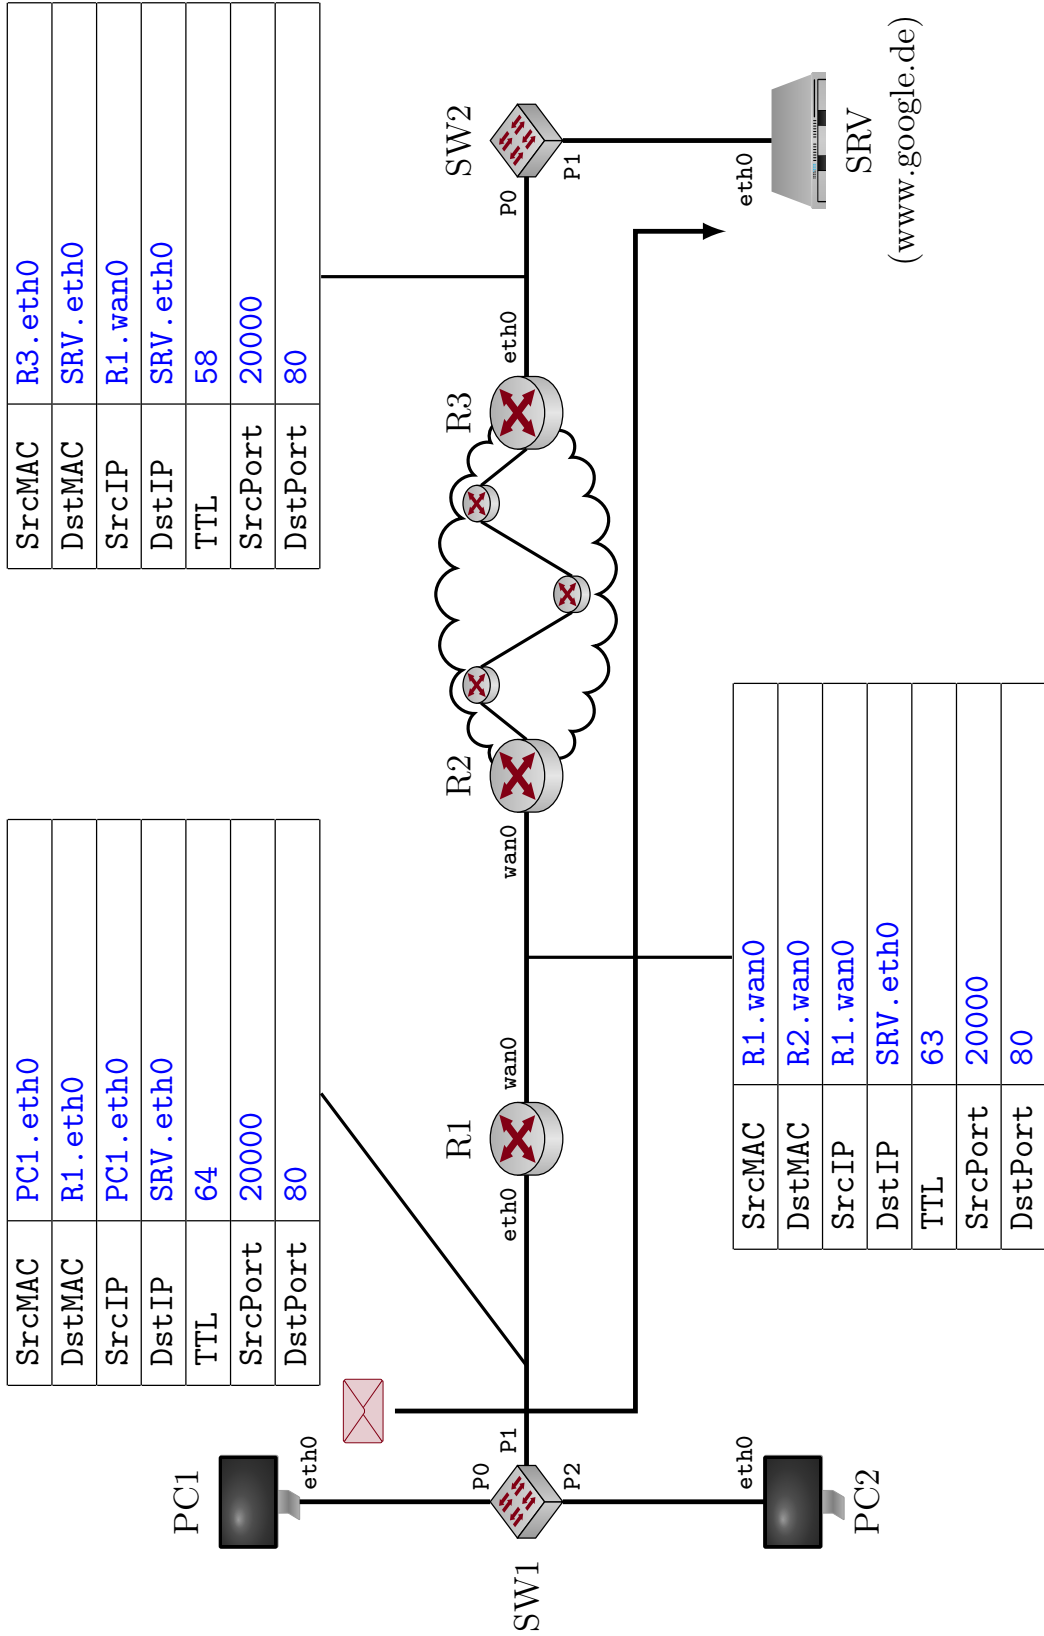 SrcMAC PC1.eth0
DstMAC R1.eth0
SrcIP PC1.eth0
DstIP SRV.eth0
TTL 64
SrcPort 20000
DstPort 80
SrcMAC R3.eth0
DstMAC SRV.eth0
SrcIP R1.wan0
DstIP SRV.eth0
TTL 58
SrcPort 20000
DstPort 80
PC1
eth0
SW1
P0
P1
P2
eth0
PC2
eth0
R1
wan0
wan0
R2
R3
eth0
P0
SW2
P1
eth0
SRV
(www.google.de)
SrcMAC R1.wan0
DstMAC R2.wan0
SrcIP R1.wan0
DstIP SRV.eth0
TTL 63
SrcPort 20000
DstPort 80